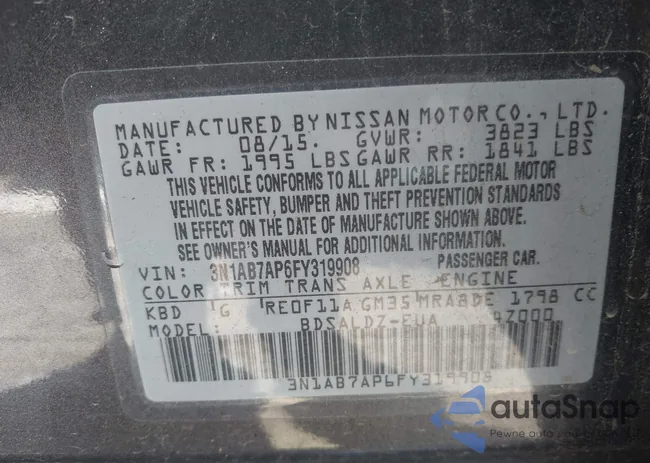 MANUFACTURED BY NISSAN MOTOR CO., LTD.
DATE: 08/15. GVWR: 3823 LBS
GAWR FR: 1995 LBS GAWR RR: 1841 LBS
THIS VEHICLE CONFORMS TO ALL APPLICABLE FEDERAL MOTOR
VEHICLE SAFETY, BUMPER AND THEFT PREVENTION STANDARDS
IN EFFECT ON THE DATE OF MANUFACTURE SHOWN ABOVE.
SEE OWNER'S MANUAL FOR ADDITIONAL INFORMATION.
VIN: 3N1AB7AP6FY319908 PASSENGER CAR.
COLOR TRIM TRANS AXLE ENGINE
KBD G RE0F11A GM35 MRA8DE 1798 CC
MODEL: BDSALDZ-EUA
3N1AB7AP6FY319908
autoSnap